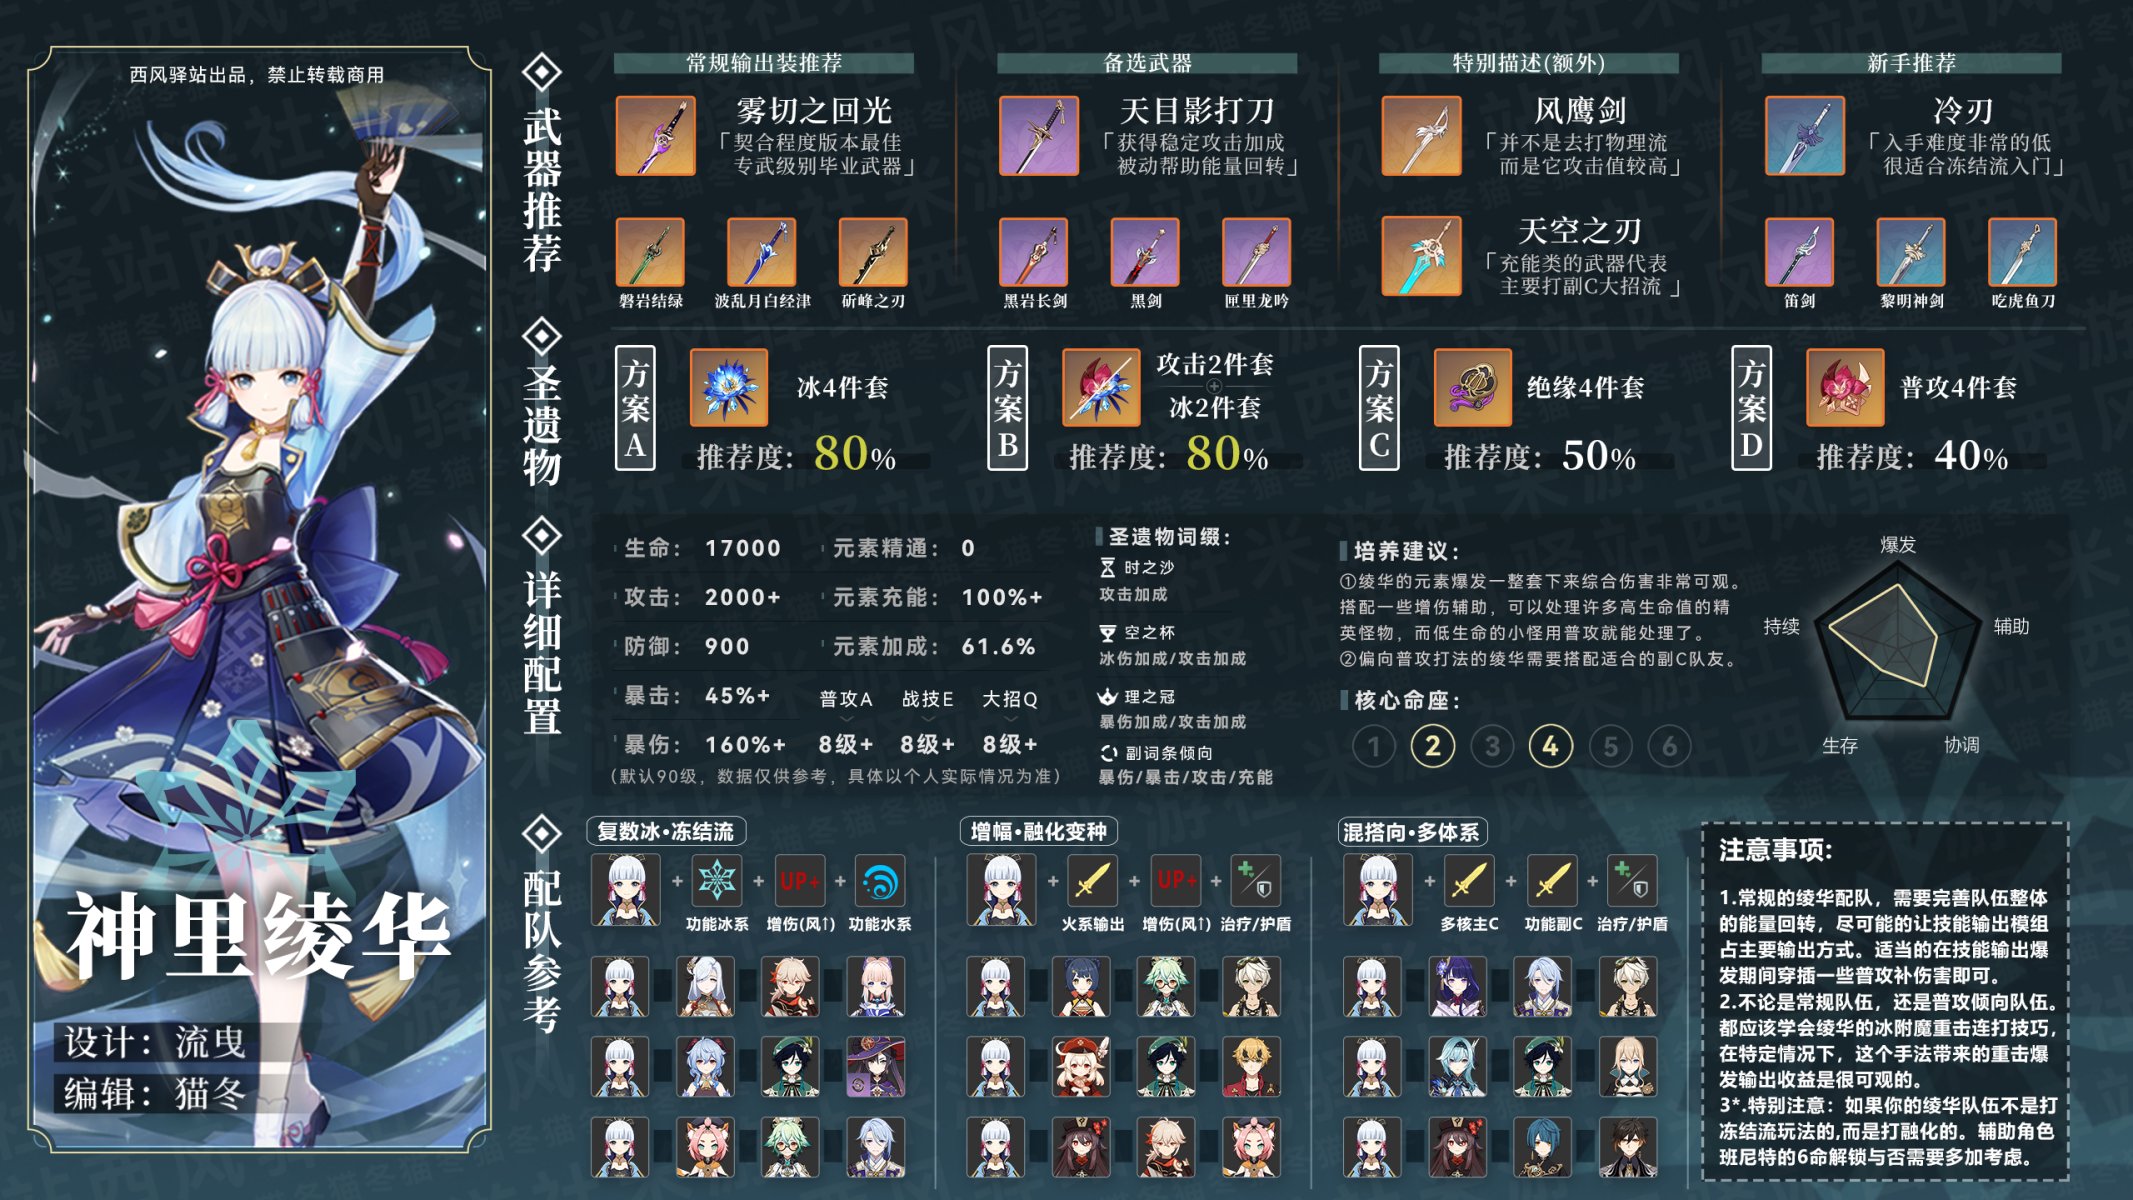 西风驿站出品，禁止转载商用
神里绫华
设计：流曳
编辑：猫冬
武器推荐
常规输出装推荐
雾切之回光
「契合程度版本最佳
专武级别毕业武器」
磐岩结绿
波乱月白经津
斫峰之刃
备选武器
天目影打刀
「获得稳定攻击加成
被动帮助能量回转」
黑岩长剑
黑剑
匣里龙吟
特别描述(额外)
风鹰剑
「并不是去打物理流
而是它攻击值较高」
天空之刃
「充能类的武器代表
主要打副C大招流 」
新手推荐
冷刃
「入手难度非常的低
很适合冻结流入门」
笛剑
黎明神剑
吃虎鱼刀
圣遗物
方案A
冰4件套
推荐度：80%
方案B
攻击2件套
冰2件套
推荐度：80%
方案C
绝缘4件套
推荐度：50%
方案D
普攻4件套
推荐度：40%
详细配置
生命： 17000
元素精通： 0
攻击： 2000+
元素充能： 100%+
防御： 900
元素加成： 61.6%
暴击： 45%+
普攻A 战技E 大招Q
暴伤： 160%+
8级+ 8级+ 8级+
(默认90级，数据仅供参考，具体以个人实际情况为准)
圣遗物词缀：
时之沙
攻击加成
空之杯
冰伤加成/攻击加成
理之冠
暴伤加成/攻击加成
副词条倾向
暴伤/暴击/攻击/充能
培养建议：
①绫华的元素爆发一整套下来综合伤害非常可观。
搭配一些增伤辅助，可以处理许多高生命值的精
英怪物，而低生命的小怪用普攻就能处理了。
②偏向普攻打法的绫华需要搭配适合的副C队友。
核心命座：
1 2 3 4 5 6
爆发
持续
辅助
生存
协调
配队参考
复数冰·冻结流
+ + UP+ +
功能冰系 增伤(风↑) 功能水系
增幅·融化变种
+ + UP+ +
火系输出 增伤(风↑) 治疗/护盾
混搭向·多体系
+ + +
多核主C 功能副C 治疗/护盾
注意事项:
1.常规的绫华配队，需要完善队伍整体
的能量回转，尽可能的让技能输出模组
占主要输出方式。适当的在技能输出爆
发期间穿插一些普攻补伤害即可。
2.不论是常规队伍，还是普攻倾向队伍。
都应该学会绫华的冰附魔重击连打技巧，
在特定情况下，这个手法带来的重击爆
发输出收益是很可观的。
3*.特别注意：如果你的绫华队伍不是打
冻结流玩法的,而是打融化的。辅助角色
班尼特的6命解锁与否需要多加考虑。